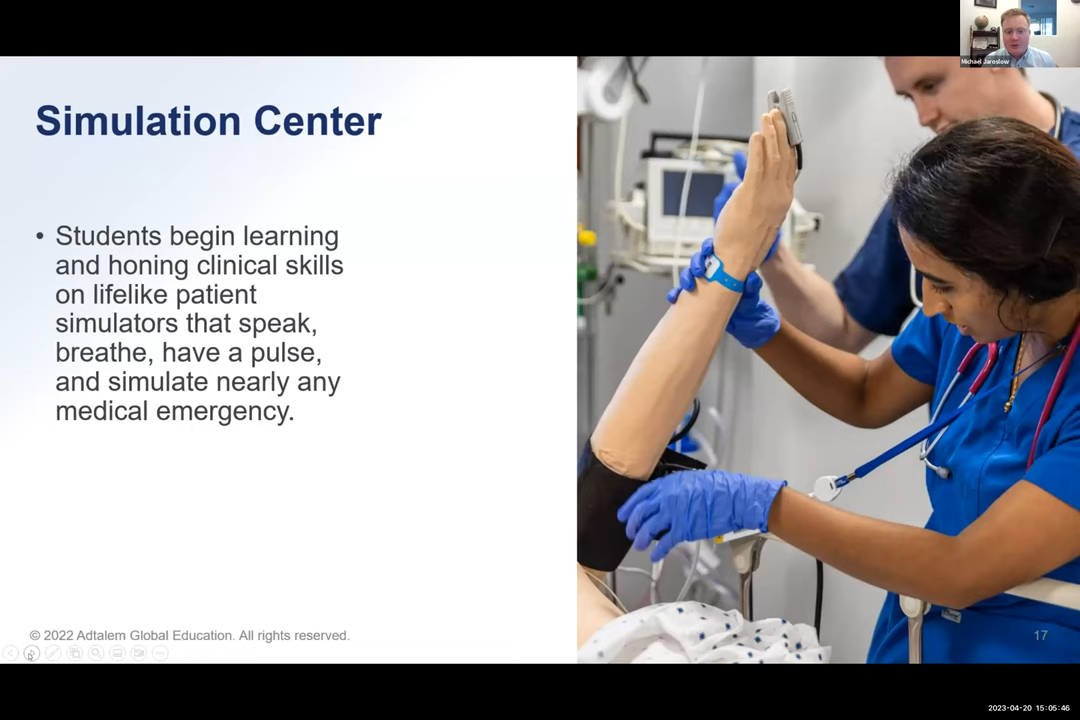 Michael Jaroslow
Simulation Center
• Students begin learning
and honing clinical skills
on lifelike patient
simulators that speak,
breathe, have a pulse,
and simulate nearly any
medical emergency.
© 2022 Adtalem Global Education. All rights reserved.
17
2023-04-20 15:05:46